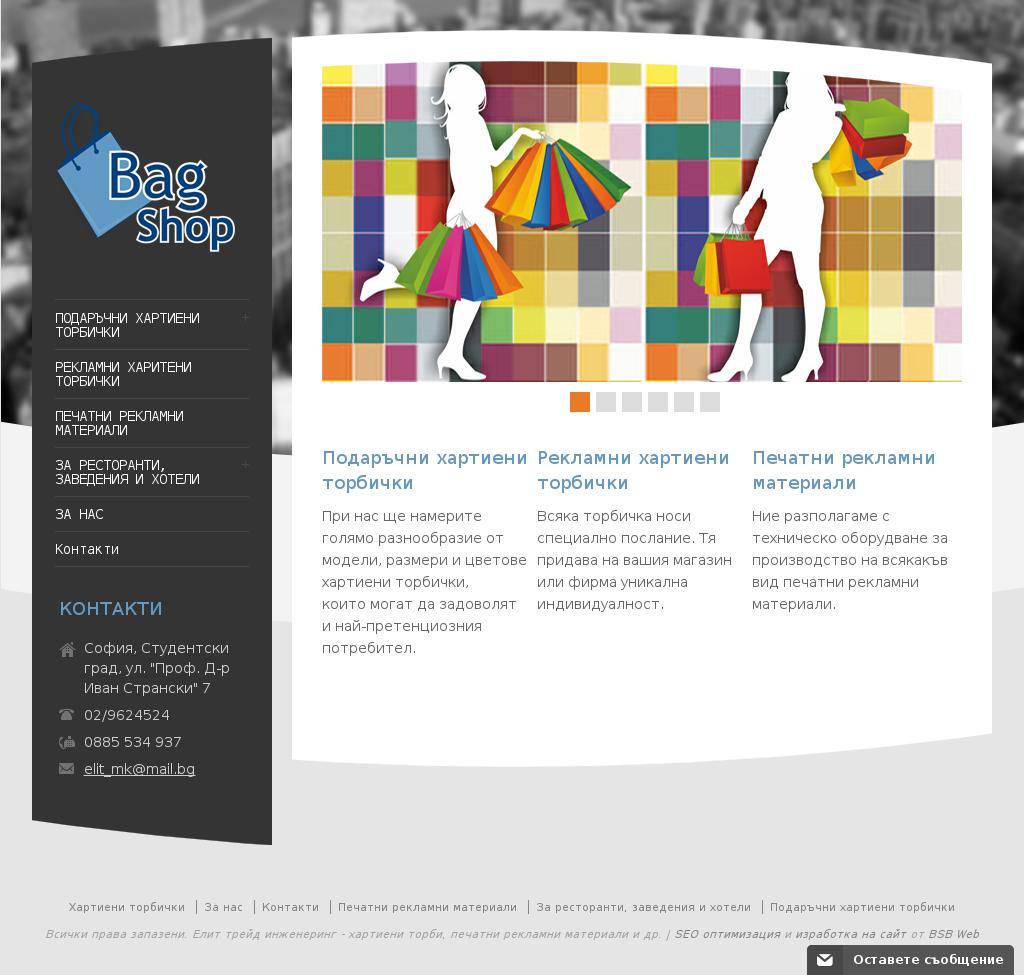 Bag
Shop
ПОДАРЪЧНИ ХАРТИЕНИ
ТОРБИЧКИ
РЕКЛАМНИ ХАРИТЕНИ
ТОРБИЧКИ
ПЕЧАТНИ РЕКЛАМНИ
МАТЕРИАЛИ
ЗА РЕСТОРАНТИ,
ЗАВЕДЕНИЯ И ХОТЕЛИ
ЗА НАС
Контакти
КОНТАКТИ
София, Студентски
град, ул. "Проф. Д-р
Иван Странски" 7
02/9624524
0885 534 937
elit_mk@mail.bg
Подаръчни хартиени
торбички
При нас ще намерите
голямо разнообразие от
модели, размери и цветове
хартиени торбички,
които могат да задоволят
и най-претенциозния
потребител.
Рекламни хартиени
торбички
Всяка торбичка носи
специално послание. Тя
придава на вашия магазин
или фирма уникална
индивидуалност.
Печатни рекламни
материали
Ние разполагаме с
техническо оборудване за
производство на всякакъв
вид печатни рекламни
материали.
Хартиени торбички | За нас | Контакти | Печатни рекламни материали | За ресторанти, заведения и хотели | Подаръчни хартиени торбички
Всички права запазени. Елит трейд инженеринг - хартиени торби, печатни рекламни материали и др. | SEO оптимизация и изработка на сайт от BSB Web
Оставете съобщение